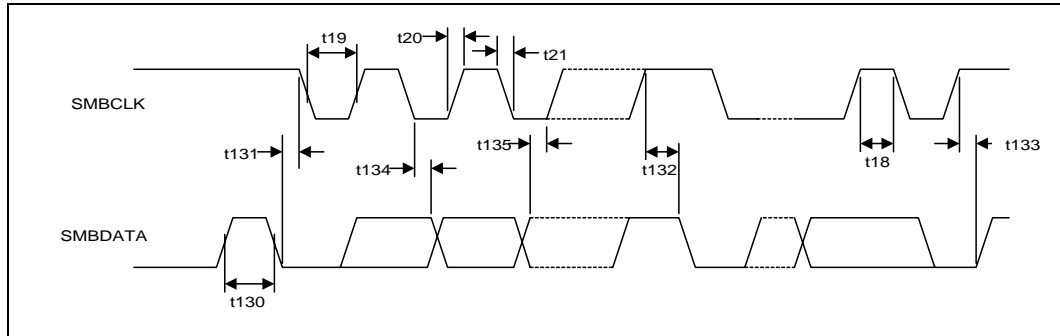 t19
t20
t21
SMBCLK
t131
t134
t135
t132
t18
t133
SMBDATA
t130